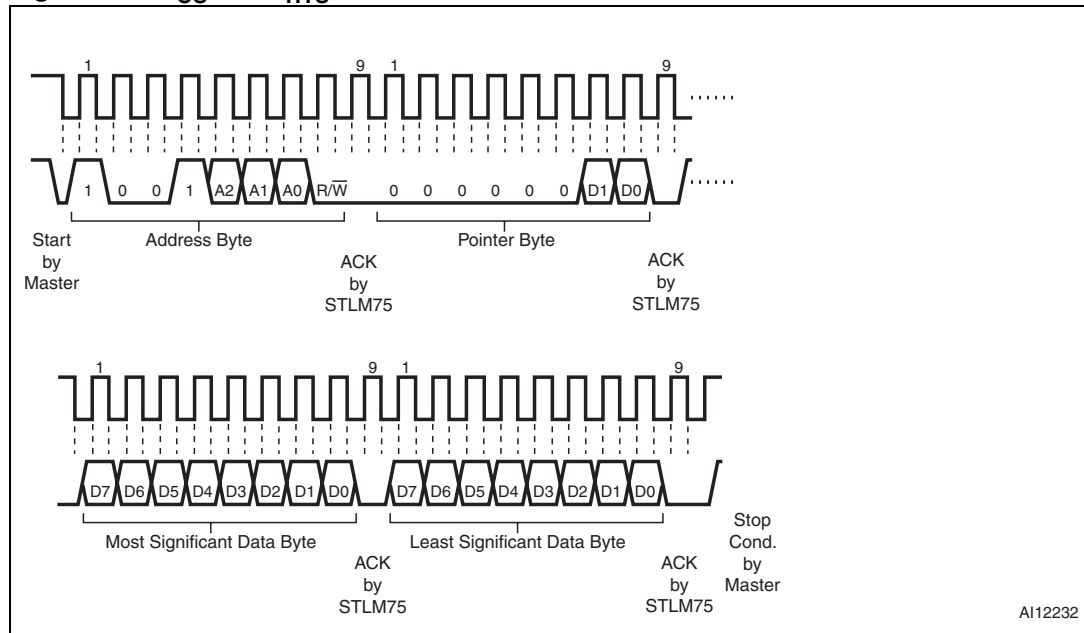 1 9 1 9
1 0 0 1 A2 A1 A0 R/W̅ 0 0 0 0 0 0 D1 D0
Address Byte Pointer Byte
Start
by
Master
ACK
by
STLM75
ACK
by
STLM75
1 9 1 9
D7 D6 D5 D4 D3 D2 D1 D0 D7 D6 D5 D4 D3 D2 D1 D0
Most Significant Data Byte Least Significant Data Byte
ACK
by
STLM75
ACK
by
STLM75
Stop
Cond.
by
Master
AI12232